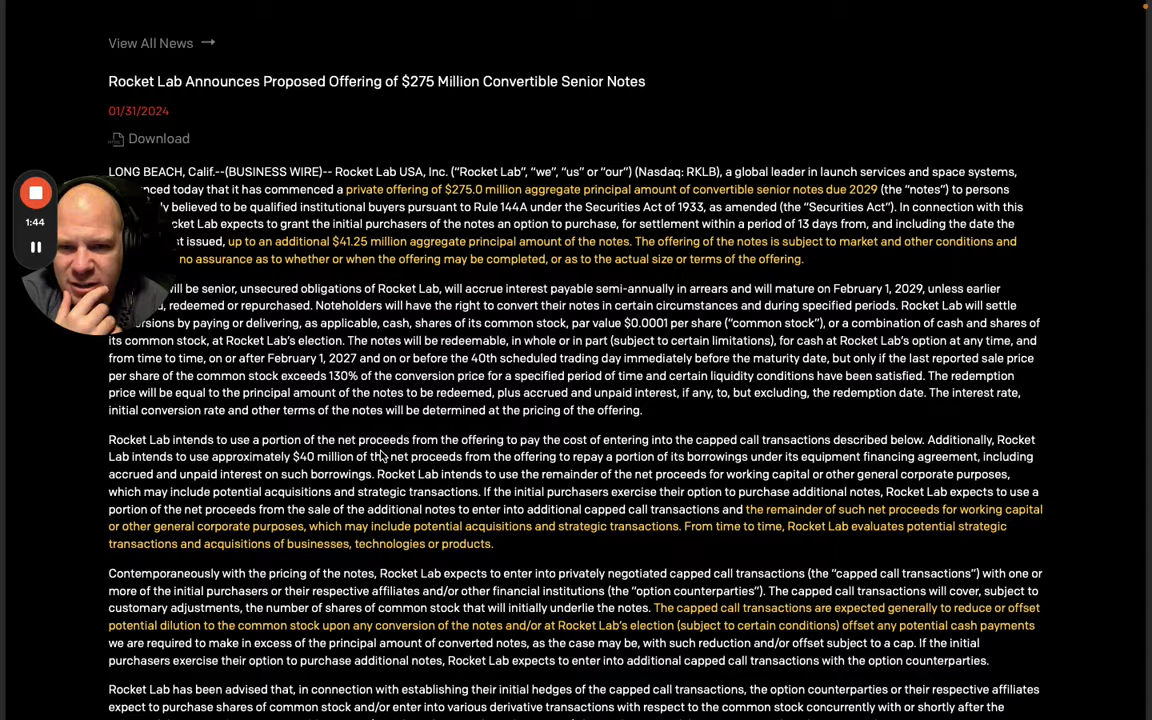 View All News →
Rocket Lab Announces Proposed Offering of $275 Million Convertible Senior Notes
01/31/2024
Download
LONG BEACH, Calif.--(BUSINESS WIRE)-- Rocket Lab USA, Inc. (“Rocket Lab”, “we”, “us” or “our”) (Nasdaq: RKLB), a global leader in launch services and space systems,
nced today that it has commenced a private offering of $275.0 million aggregate principal amount of convertible senior notes due 2029 (the “notes”) to persons
ly believed to be qualified institutional buyers pursuant to Rule 144A under the Securities Act of 1933, as amended (the “Securities Act”). In connection with this
cket Lab expects to grant the initial purchasers of the notes an option to purchase, for settlement within a period of 13 days from, and including the date the
t issued, up to an additional $41.25 million aggregate principal amount of the notes. The offering of the notes is subject to market and other conditions and
no assurance as to whether or when the offering may be completed, or as to the actual size or terms of the offering.
1:44
will be senior, unsecured obligations of Rocket Lab, will accrue interest payable semi-annually in arrears and will mature on February 1, 2029, unless earlier
, redeemed or repurchased. Noteholders will have the right to convert their notes in certain circumstances and during specified periods. Rocket Lab will settle
rsions by paying or delivering, as applicable, cash, shares of its common stock, par value $0.0001 per share (“common stock”), or a combination of cash and shares of
its common stock, at Rocket Lab’s election. The notes will be redeemable, in whole or in part (subject to certain limitations), for cash at Rocket Lab’s option at any time, and
from time to time, on or after February 1, 2027 and on or before the 40th scheduled trading day immediately before the maturity date, but only if the last reported sale price
per share of the common stock exceeds 130% of the conversion price for a specified period of time and certain liquidity conditions have been satisfied. The redemption
price will be equal to the principal amount of the notes to be redeemed, plus accrued and unpaid interest, if any, to, but excluding, the redemption date. The interest rate,
initial conversion rate and other terms of the notes will be determined at the pricing of the offering.
Rocket Lab intends to use a portion of the net proceeds from the offering to pay the cost of entering into the capped call transactions described below. Additionally, Rocket
Lab intends to use approximately $40 million of the net proceeds from the offering to repay a portion of its borrowings under its equipment financing agreement, including
accrued and unpaid interest on such borrowings. Rocket Lab intends to use the remainder of the net proceeds for working capital or other general corporate purposes,
which may include potential acquisitions and strategic transactions. If the initial purchasers exercise their option to purchase additional notes, Rocket Lab expects to use a
portion of the net proceeds from the sale of the additional notes to enter into additional capped call transactions and the remainder of such net proceeds for working capital
or other general corporate purposes, which may include potential acquisitions and strategic transactions. From time to time, Rocket Lab evaluates potential strategic
transactions and acquisitions of businesses, technologies or products.
Contemporaneously with the pricing of the notes, Rocket Lab expects to enter into privately negotiated capped call transactions (the “capped call transactions”) with one or
more of the initial purchasers or their respective affiliates and/or other financial institutions (the “option counterparties”). The capped call transactions will cover, subject to
customary adjustments, the number of shares of common stock that will initially underlie the notes. The capped call transactions are expected generally to reduce or offset
potential dilution to the common stock upon any conversion of the notes and/or at Rocket Lab’s election (subject to certain conditions) offset any potential cash payments
we are required to make in excess of the principal amount of converted notes, as the case may be, with such reduction and/or offset subject to a cap. If the initial
purchasers exercise their option to purchase additional notes, Rocket Lab expects to enter into additional capped call transactions with the option counterparties.
Rocket Lab has been advised that, in connection with establishing their initial hedges of the capped call transactions, the option counterparties or their respective affiliates
expect to purchase shares of common stock and/or enter into various derivative transactions with respect to the common stock concurrently with or shortly after the